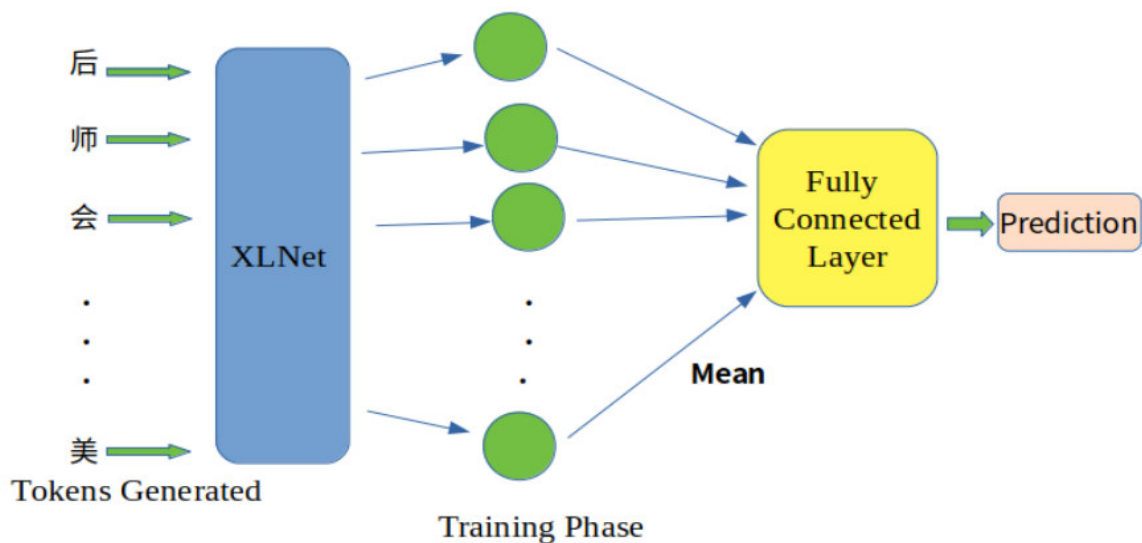 后
师
会
美
XLNet
Tokens Generated
Training Phase
Mean
Fully
Connected
Layer
Prediction